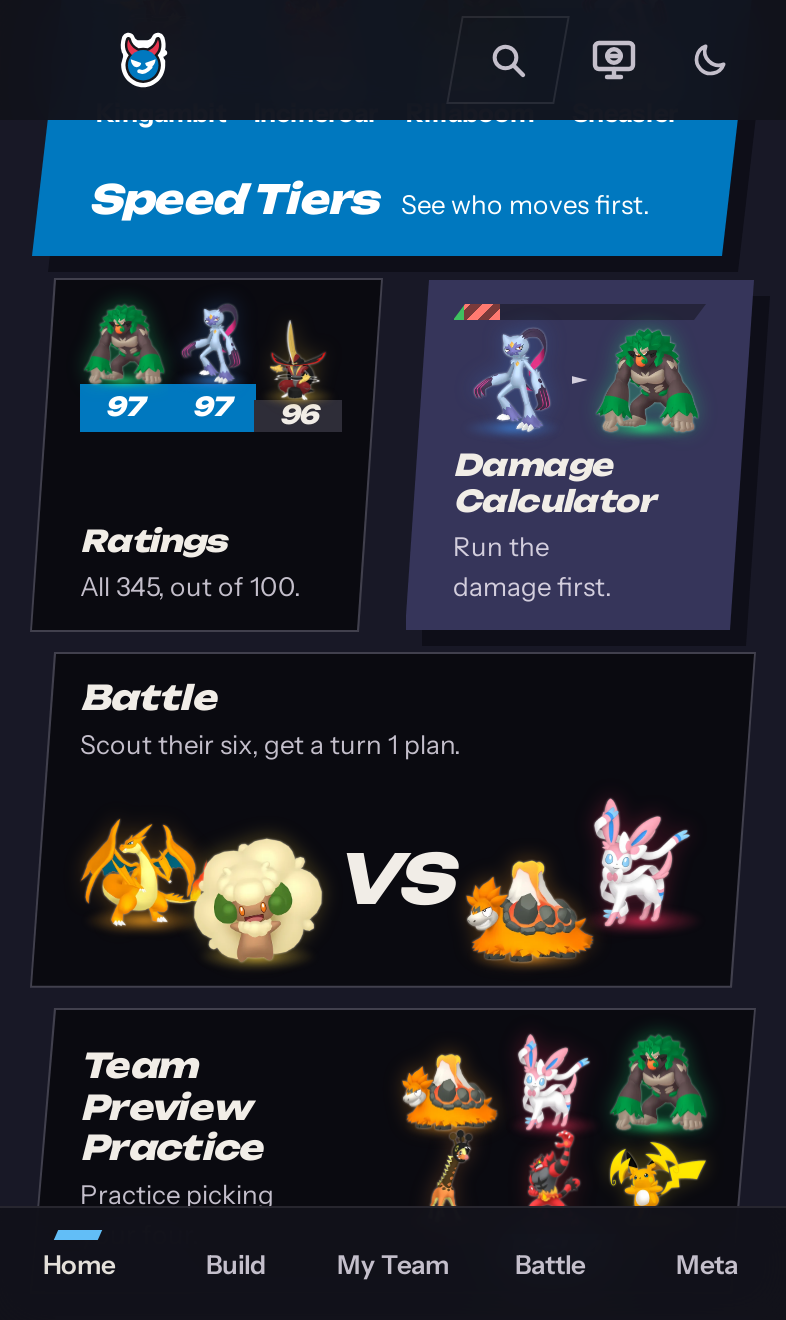 Speed Tiers See who moves first.
97 97 96
Ratings
All 345, out of 100.
Damage
Calculator
Run the
damage first.
Battle
Scout their six, get a turn 1 plan.
VS
Team
Preview
Practice
Practice picking
Home Build My Team Battle Meta